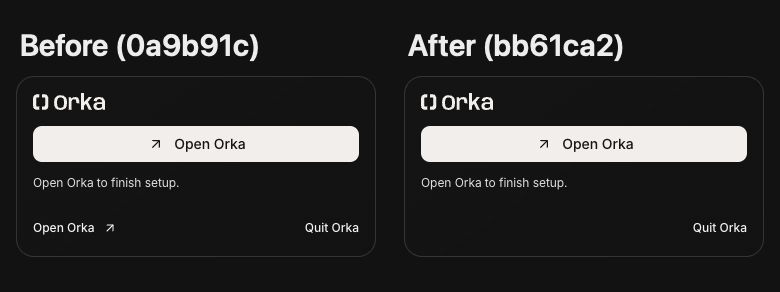 Before (0a9b91c)
Orka
Open Orka
Open Orka to finish setup.
Open Orka
Quit Orka
After (bb61ca2)
Orka
Open Orka
Open Orka to finish setup.
Quit Orka